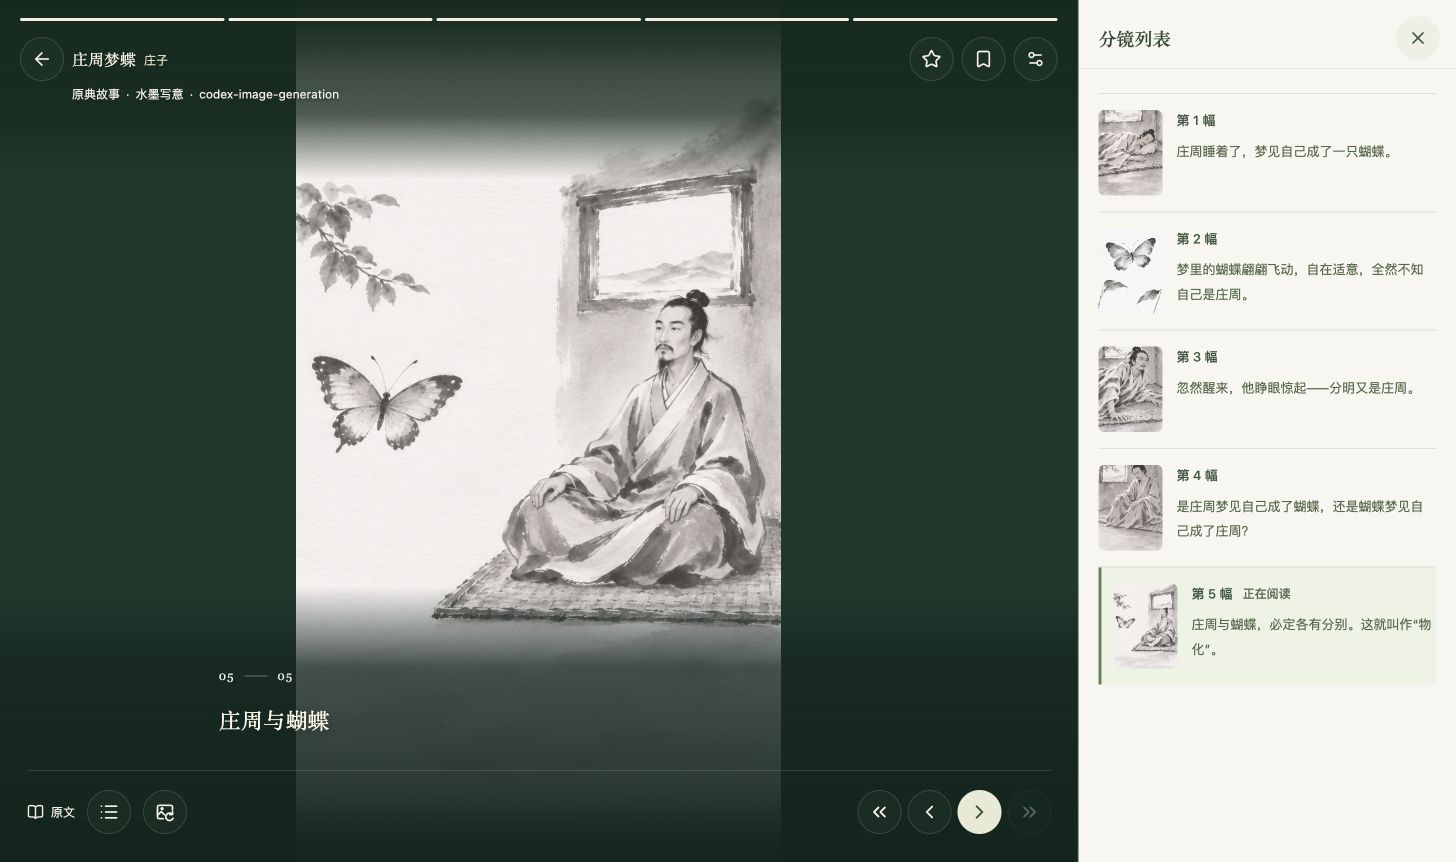 庄周梦蝶 庄子
原典故事 · 水墨写意 · codex-image-generation
05 — 05
庄周与蝴蝶
原文
分镜列表
第 1 幅
庄周睡着了，梦见自己成了一只蝴蝶。
第 2 幅
梦里的蝴蝶翩翩飞动，自在适意，全然不知
自己是庄周。
第 3 幅
忽然醒来，他睁眼惊起——分明又是庄周。
第 4 幅
是庄周梦见自己成了蝴蝶，还是蝴蝶梦见自
己成了庄周？
第 5 幅 正在阅读
庄周与蝴蝶，必定各有分别。这就叫作“物
化”。